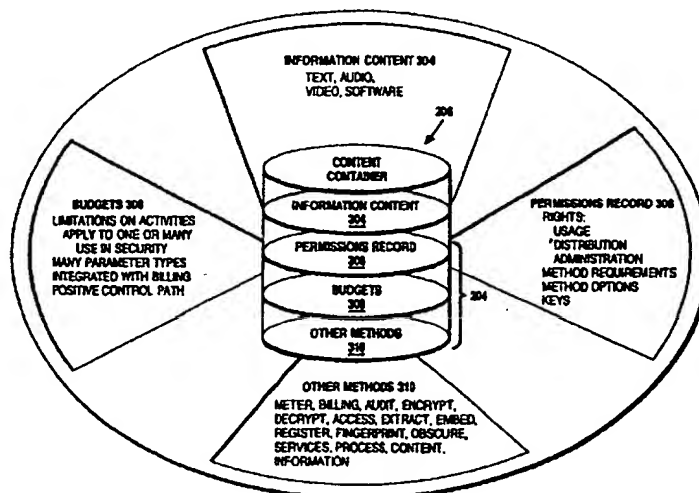 INFORMATION CONTENT 304
TEXT, AUDIO,
VIDEO, SOFTWARE
CONTENT
CONTAINER
INFORMATION CONTENT
304
PERMISSIONS RECORD
BUDGETS
308
OTHER METHODS
310
204
BUDGETS 308
LIMITATIONS ON ACTIVITIES
APPLY TO ONE OR MANY
USE IN SECURITY
MANY PARAMETER TYPES
INTEGRATED WITH BILLING
POSITIVE CONTROL PATH
PERMISSIONS RECORD
RIGHTS:
USAGE
DISTRIBUTION
ADMINISTRATION
METHOD REQUIREMENTS
METHOD OPTIONS
KEYS
OTHER METHODS 310
METER, BILLING, AUDIT, ENCRYPT,
DECRYPT, ACCESS, EXTRACT, EMBED,
REGISTER, FINGERPRINT, OBSCURE,
SERVICES, PROCESS, CONTENT,
INFORMATION